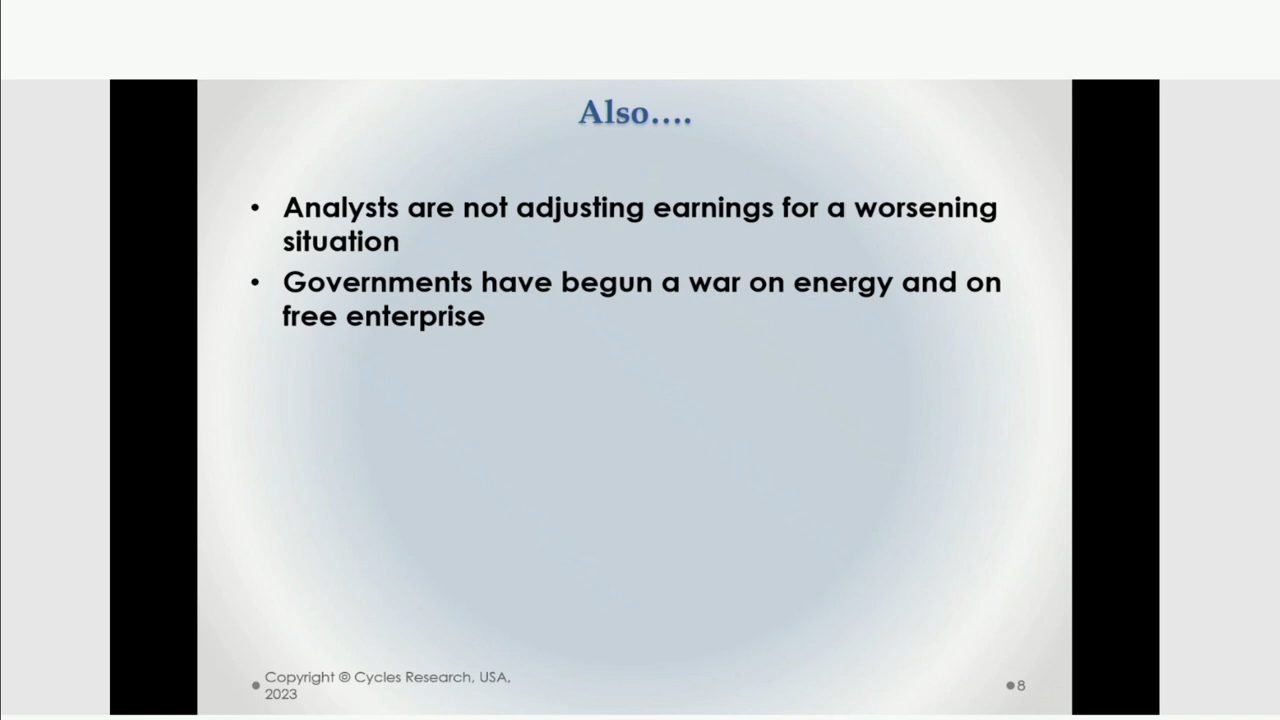 Also....
• Analysts are not adjusting earnings for a worsening
situation
• Governments have begun a war on energy and on
free enterprise
Copyright © Cycles Research, USA,
2023
8